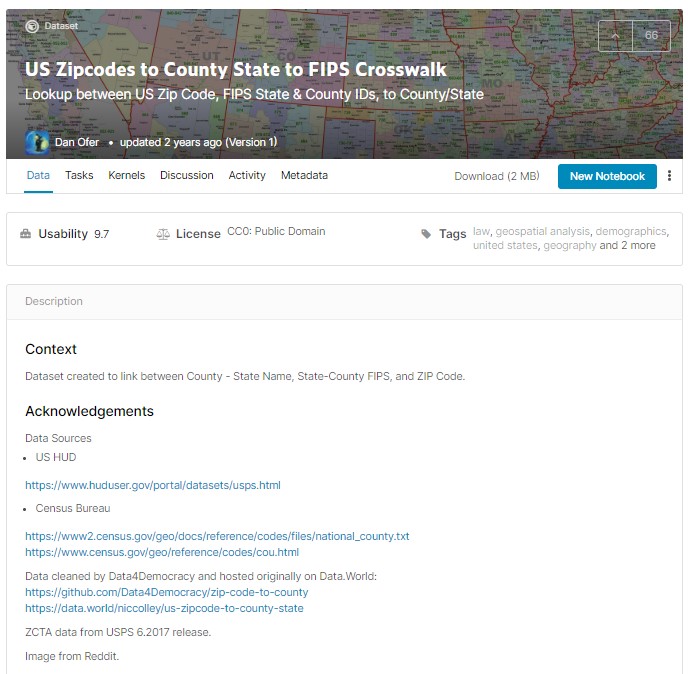 Dataset
66
US Zipcodes to County State to FIPS Crosswalk
Lookup between US Zip Code, FIPS State & County IDs, to County/State
Dan Ofer • updated 2 years ago (Version 1)
Data Tasks Kernels Discussion Activity Metadata Download (2 MB) New Notebook
Usability 9.7 License CC0: Public Domain Tags law, geospatial analysis, demographics,
united states, geography and 2 more
Description
Context
Dataset created to link between County - State Name, State-County FIPS, and ZIP Code.
Acknowledgements
Data Sources
• US HUD
https://www.huduser.gov/portal/datasets/usps.html
• Census Bureau
https://www2.census.gov/geo/docs/reference/codes/files/national_county.txt
https://www.census.gov/geo/reference/codes/cou.html
Data cleaned by Data4Democracy and hosted originally on Data.World:
https://github.com/Data4Democracy/zip-code-to-county
https://data.world/niccolley/us-zipcode-to-county-state
ZCTA data from USPS 6.2017 release.
Image from Reddit.